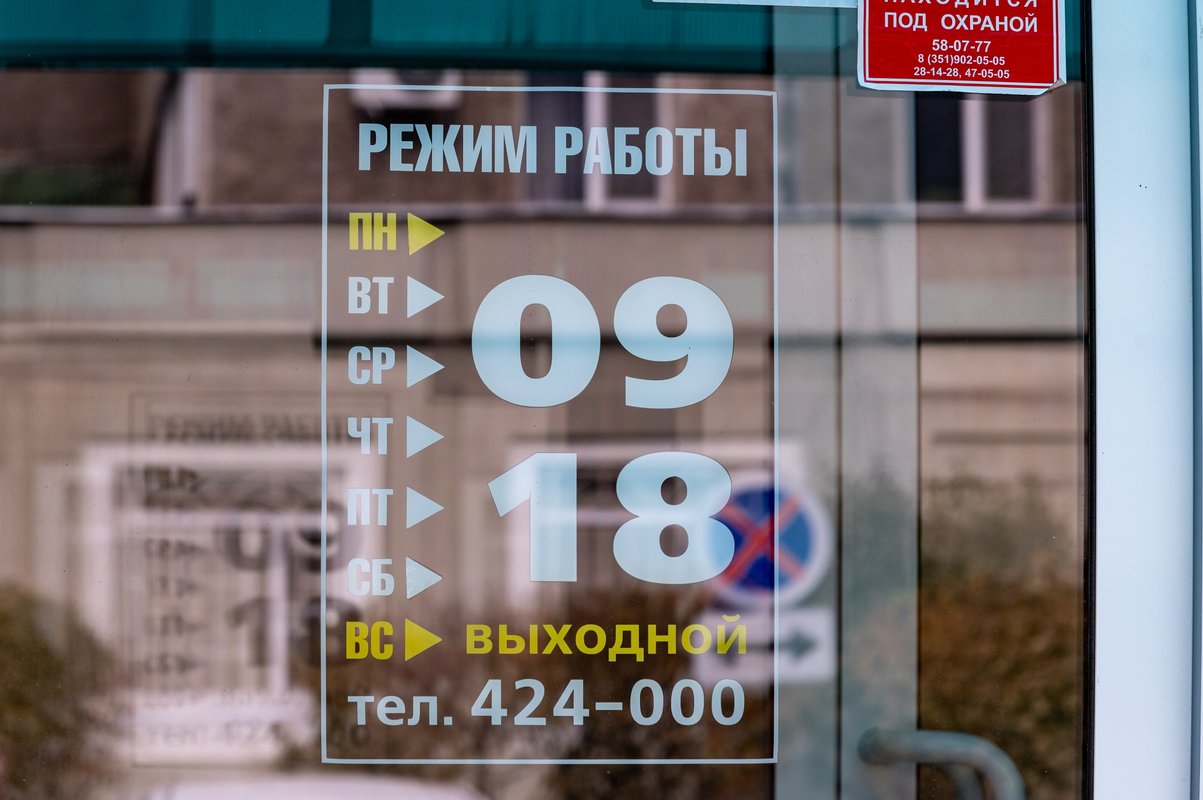 НАХОДИТСЯ
ПОД ОХРАНОЙ
58-07-77
8 (351)902-05-05
28-14-28, 47-05-05
РЕЖИМ РАБОТЫ
ПН
ВТ
СР
ЧТ
ПТ
СБ
09
18
ВС ВЫХОДНОЙ
тел. 424-000